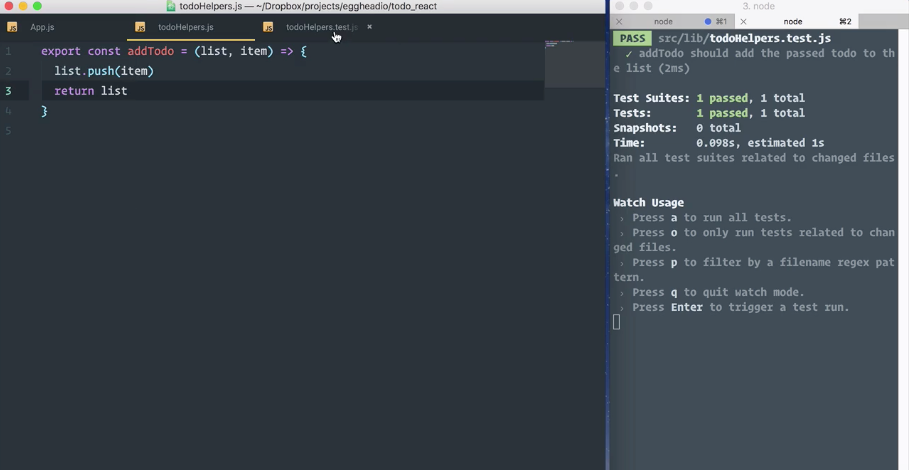 todoHelpers.js — ~/Dropbox/projects/eggheadio/todo_react
App.js
todoHelpers.js
todoHelpers.test.js
1 export const addTodo = (list, item) => {
2 list.push(item)
3 return list
4 }
5
3. node
node ⌘1
node ⌘2
PASS src/lib/todoHelpers.test.js
✓ addTodo should add the passed todo to th
e list (2ms)
Test Suites: 1 passed, 1 total
Tests: 1 passed, 1 total
Snapshots: 0 total
Time: 0.098s, estimated 1s
Ran all test suites related to changed files
.
Watch Usage
› Press a to run all tests.
› Press o to only run tests related to chan
ged files.
› Press p to filter by a filename regex pat
tern.
› Press q to quit watch mode.
› Press Enter to trigger a test run.